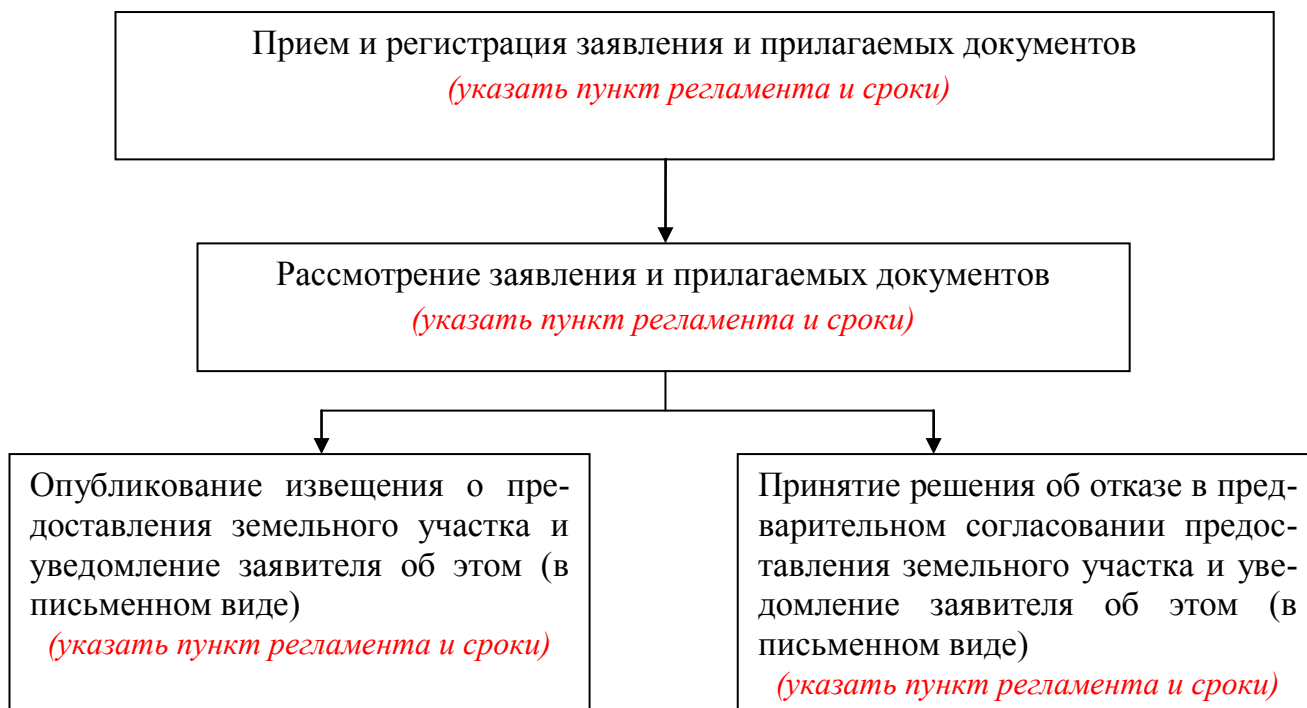 Прием и регистрация заявления и прилагаемых документов
(указать пункт регламента и сроки)
Рассмотрение заявления и прилагаемых документов
(указать пункт регламента и сроки)
Опубликование извещения о пре-
доставления земельного участка и
уведомление заявителя об этом (в
письменном виде)
(указать пункт регламента и сроки)
Принятие решения об отказе в пред-
варительном согласовании предос-
тавления земельного участка и уве-
домление заявителя об этом (в
письменном виде)
(указать пункт регламента и сроки)